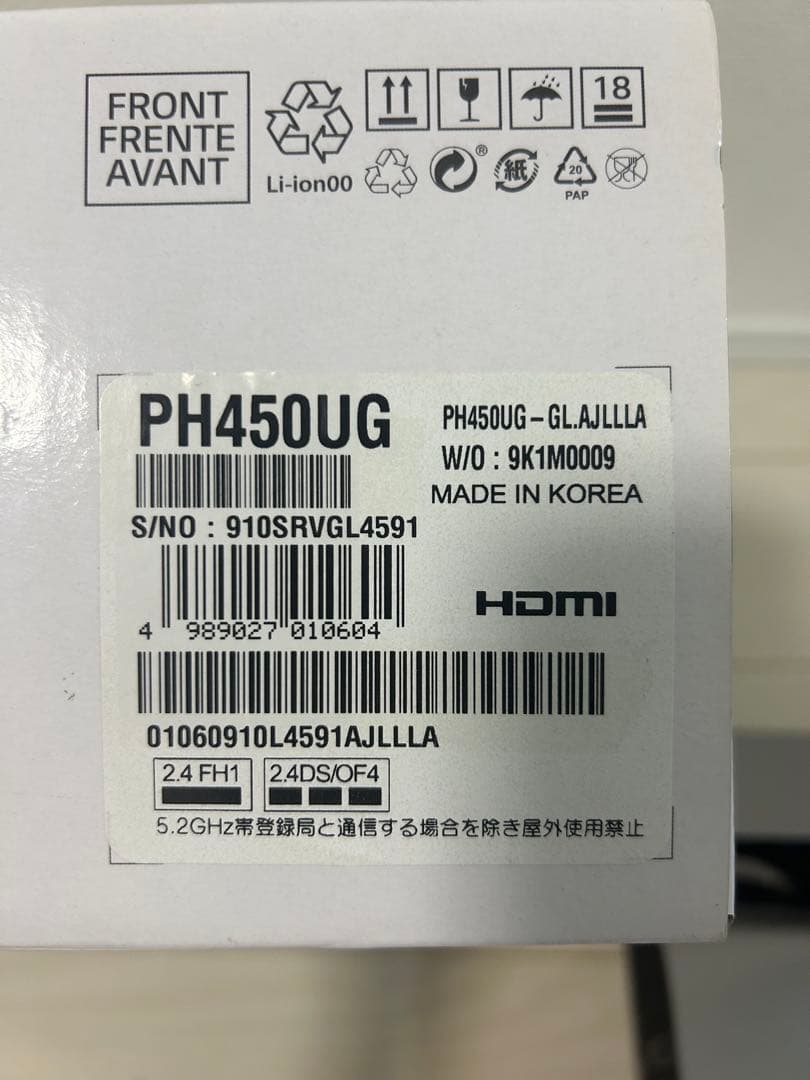 FRONT
FRENTE
AVANT
Li-ion00
18
®
紙
20
PAP
PH450UG
PH450UG-GL.AJLLLA
W/O : 9K1M0009
MADE IN KOREA
S/NO : 910SRVGL4591
HDMI
4 989027 010604
01060910L4591AJLLLA
2.4 FH1
2.4DS/OF4
5.2GHz帯登録局と通信する場合を除き屋外使用禁止